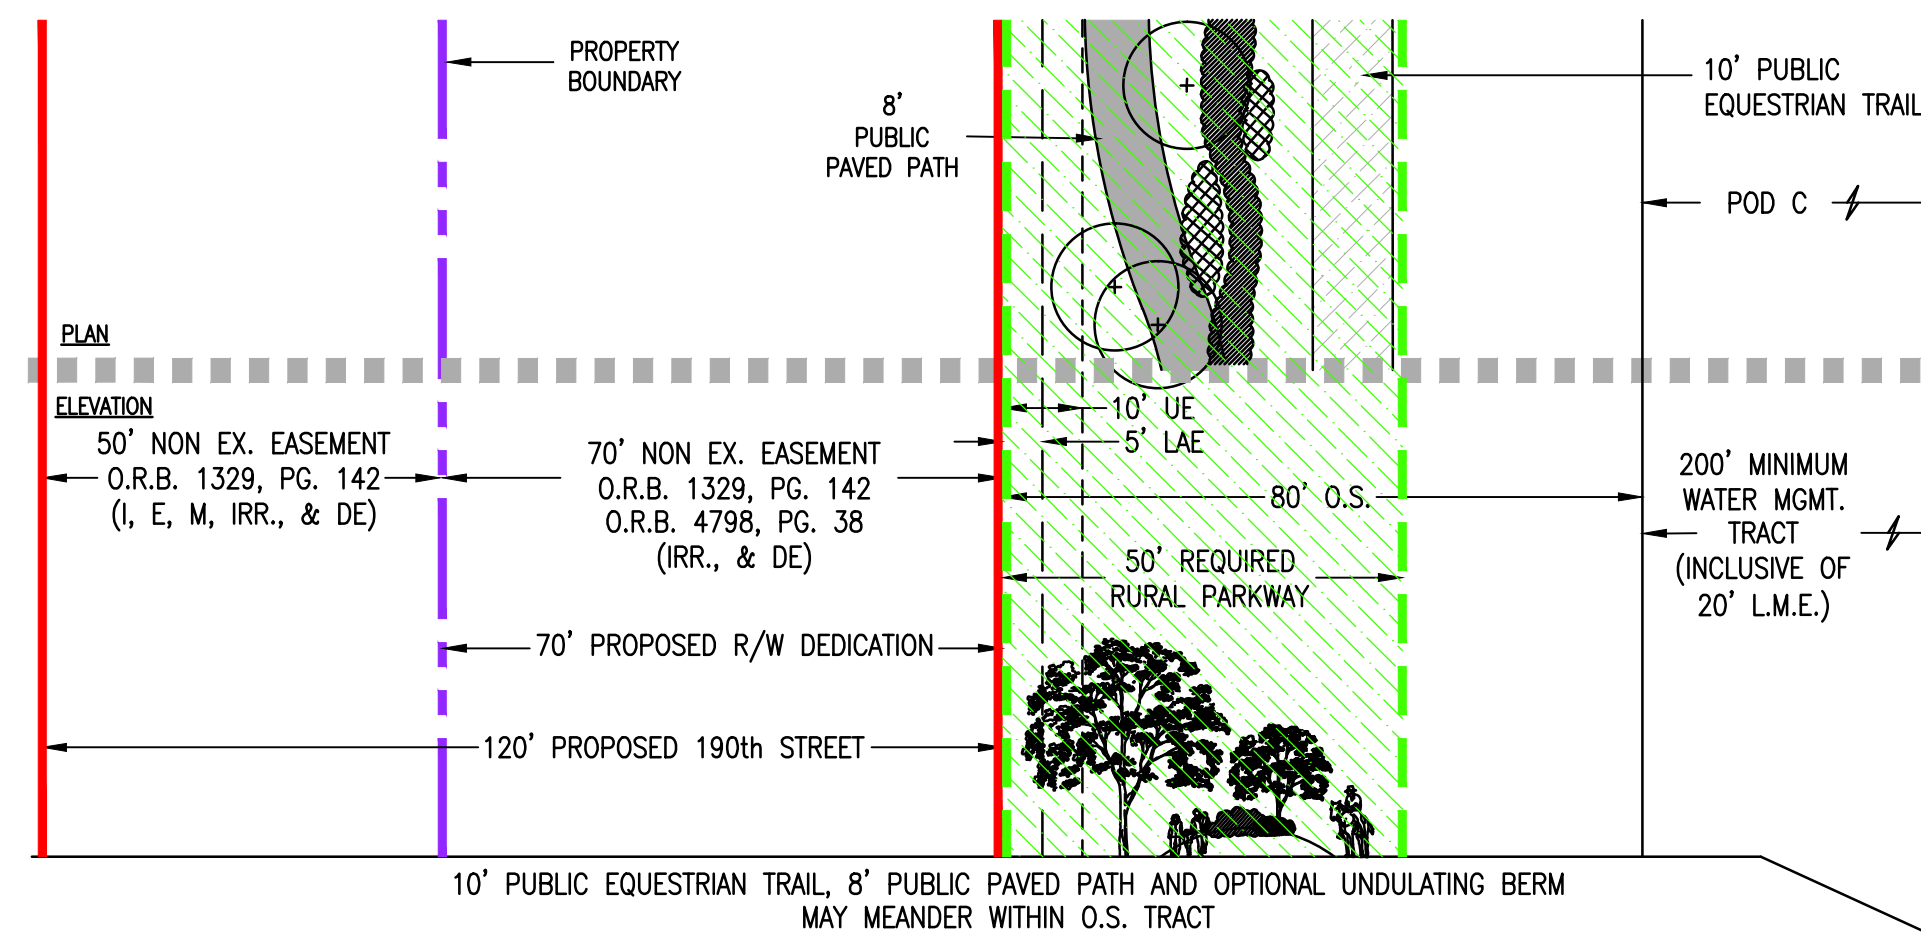 PROPERTY
BOUNDARY
8'
PUBLIC
PAVED PATH
10' PUBLIC
EQUESTRIAN TRAIL
POD C
PLAN
ELEVATION
50' NON EX. EASEMENT
O.R.B. 1329, PG. 142
(I, E, M, IRR., & DE)
70' NON EX. EASEMENT
O.R.B. 1329, PG. 142
O.R.B. 4798, PG. 38
(IRR., & DE)
10' UE
5' LAE
80' O.S.
200' MINIMUM
WATER MGMT.
TRACT
(INCLUSIVE OF
20' L.M.E.)
50' REQUIRED
RURAL PARKWAY
70' PROPOSED R/W DEDICATION
120' PROPOSED 190th STREET
10' PUBLIC EQUESTRIAN TRAIL, 8' PUBLIC PAVED PATH AND OPTIONAL UNDULATING BERM
MAY MEANDER WITHIN O.S. TRACT